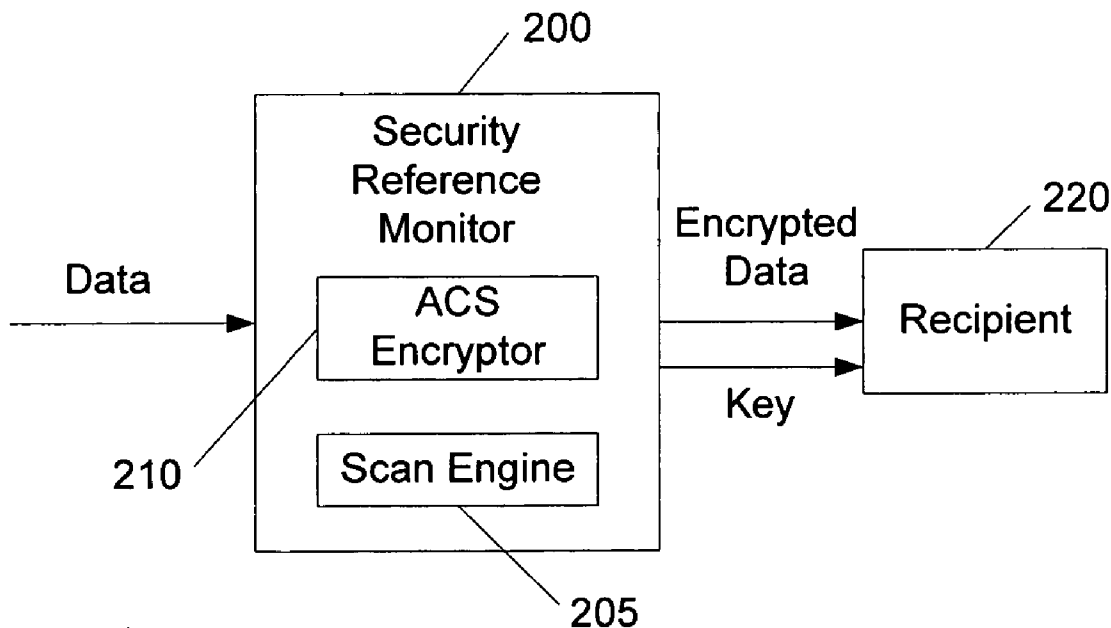 200
Security
Reference
Monitor
220
Encrypted
Data
Data
ACS
Encryptor
Recipient
Key
210
Scan Engine
205